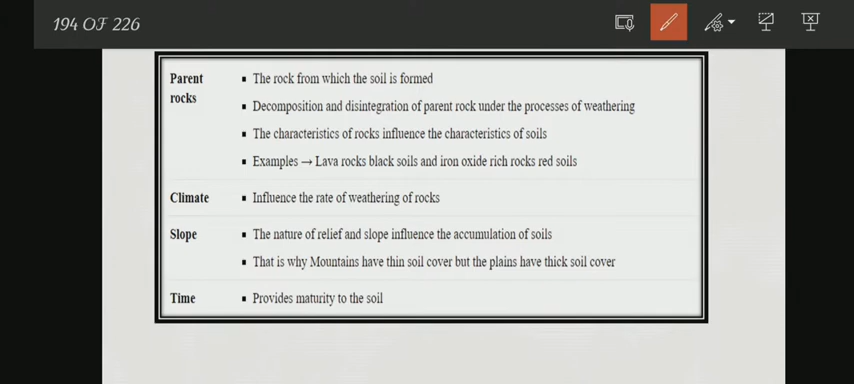 194 OF 226
Parent rocks
▪ The rock from which the soil is formed
▪ Decomposition and disintegration of parent rock under the processes of weathering
▪ The characteristics of rocks influence the characteristics of soils
▪ Examples → Lava rocks black soils and iron oxide rich rocks red soils
Climate ▪ Influence the rate of weathering of rocks
Slope ▪ The nature of relief and slope influence the accumulation of soils
▪ That is why Mountains have thin soil cover but the plains have thick soil cover
Time ▪ Provides maturity to the soil